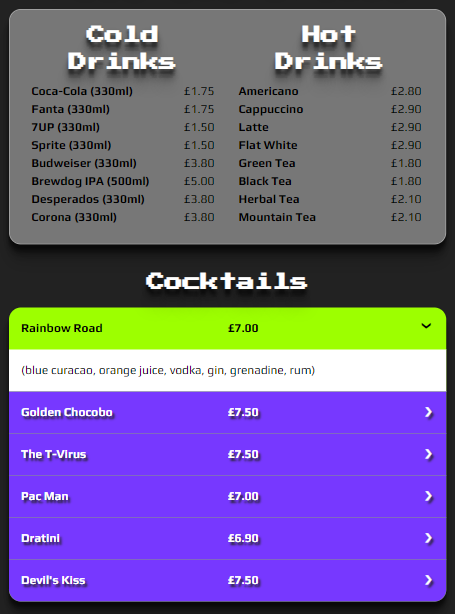 Cold
Drinks
Coca-Cola (330ml) £1.75
Fanta (330ml) £1.75
7UP (330ml) £1.50
Sprite (330ml) £1.50
Budweiser (330ml) £3.80
Brewdog IPA (500ml) £5.00
Desperados (330ml) £3.80
Corona (330ml) £3.80
Hot
Drinks
Americano £2.80
Cappuccino £2.90
Latte £2.90
Flat White £2.90
Green Tea £1.80
Black Tea £1.80
Herbal Tea £2.10
Mountain Tea £2.10
Cocktails
Rainbow Road £7.00
(blue curacao, orange juice, vodka, gin, grenadine, rum)
Golden Chocobo £7.50
The T-Virus £7.50
Pac Man £7.00
Dratini £6.90
Devil's Kiss £7.50